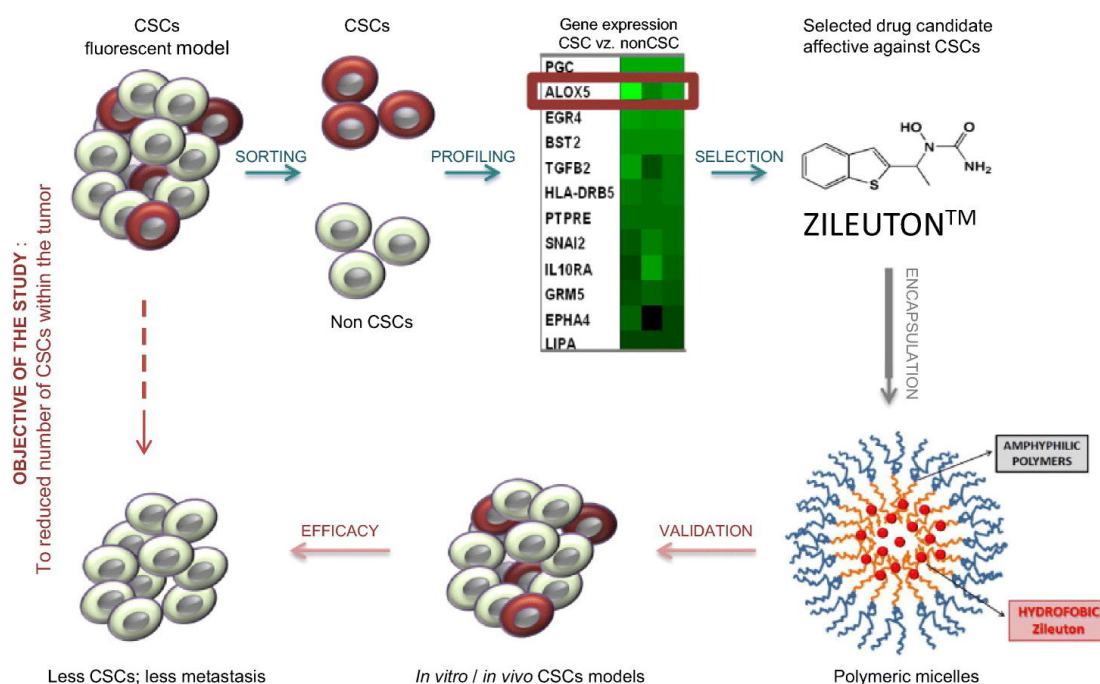 CSCs
fluorescent model
CSCs
Gene expression
CSC vz. nonCSC
Selected drug candidate
affective against CSCs
SORTING
Non CSCs
PROFILING
PGC
ALOX5
EGR4
BST2
TGFB2
HLA-DRB5
PTPRE
SNAI2
IL10RA
GRM5
EPHA4
LIPA
SELECTION
HO
O
N
NH₂
S
ZILEUTON™
ENCAPSULATION
OBJECTIVE OF THE STUDY :
To reduced number of CSCs within the tumor
AMPHYPHILIC
POLYMERS
HYDROFOBIC
Zileuton
Polymeric micelles
VALIDATION
In vitro / in vivo CSCs models
EFFICACY
Less CSCs; less metastasis